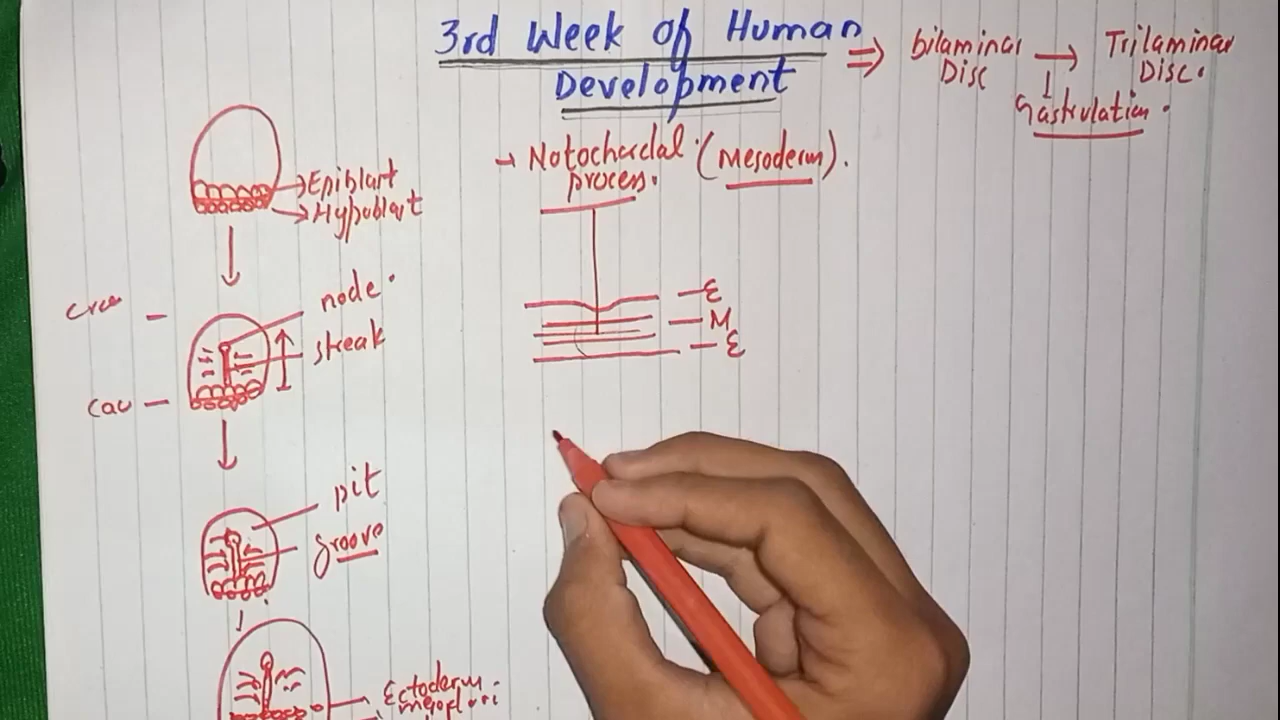 3rd Week of Human
Development
⇒ bilaminar Disc → Trilaminar Disc.
Gastrulation.
→ Notochordal process. (Mesoderm).
Epiblast
Hypoblast
node.
streak
Cau
E
M
E
pit
groove
Ectoderm